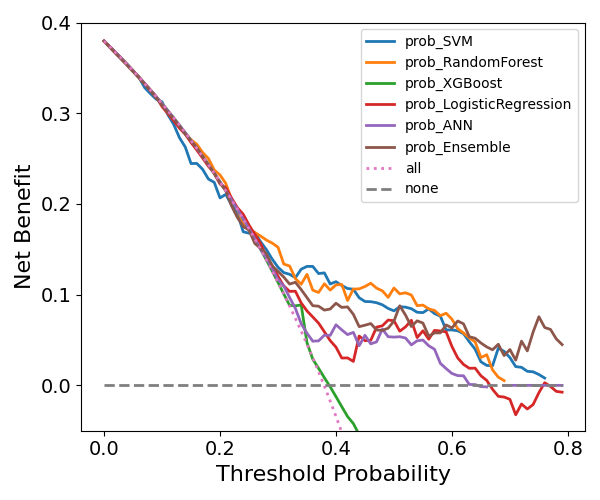 0.4
0.3
0.2
0.1
0.0
Net Benefit
prob_SVM
prob_RandomForest
prob_XGBoost
prob_LogisticRegression
prob_ANN
prob_Ensemble
all
none
0.0 0.2 0.4 0.6 0.8
Threshold Probability